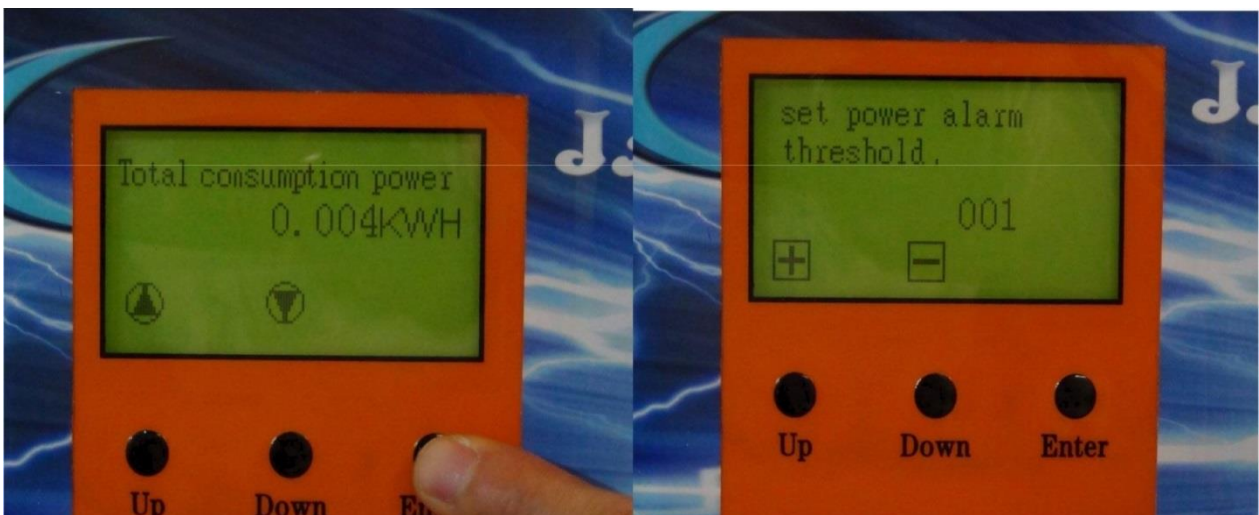 Total consumption power
0.004KWH
Up
Down
set power alarm
threshold.
001
Up
Down
Enter